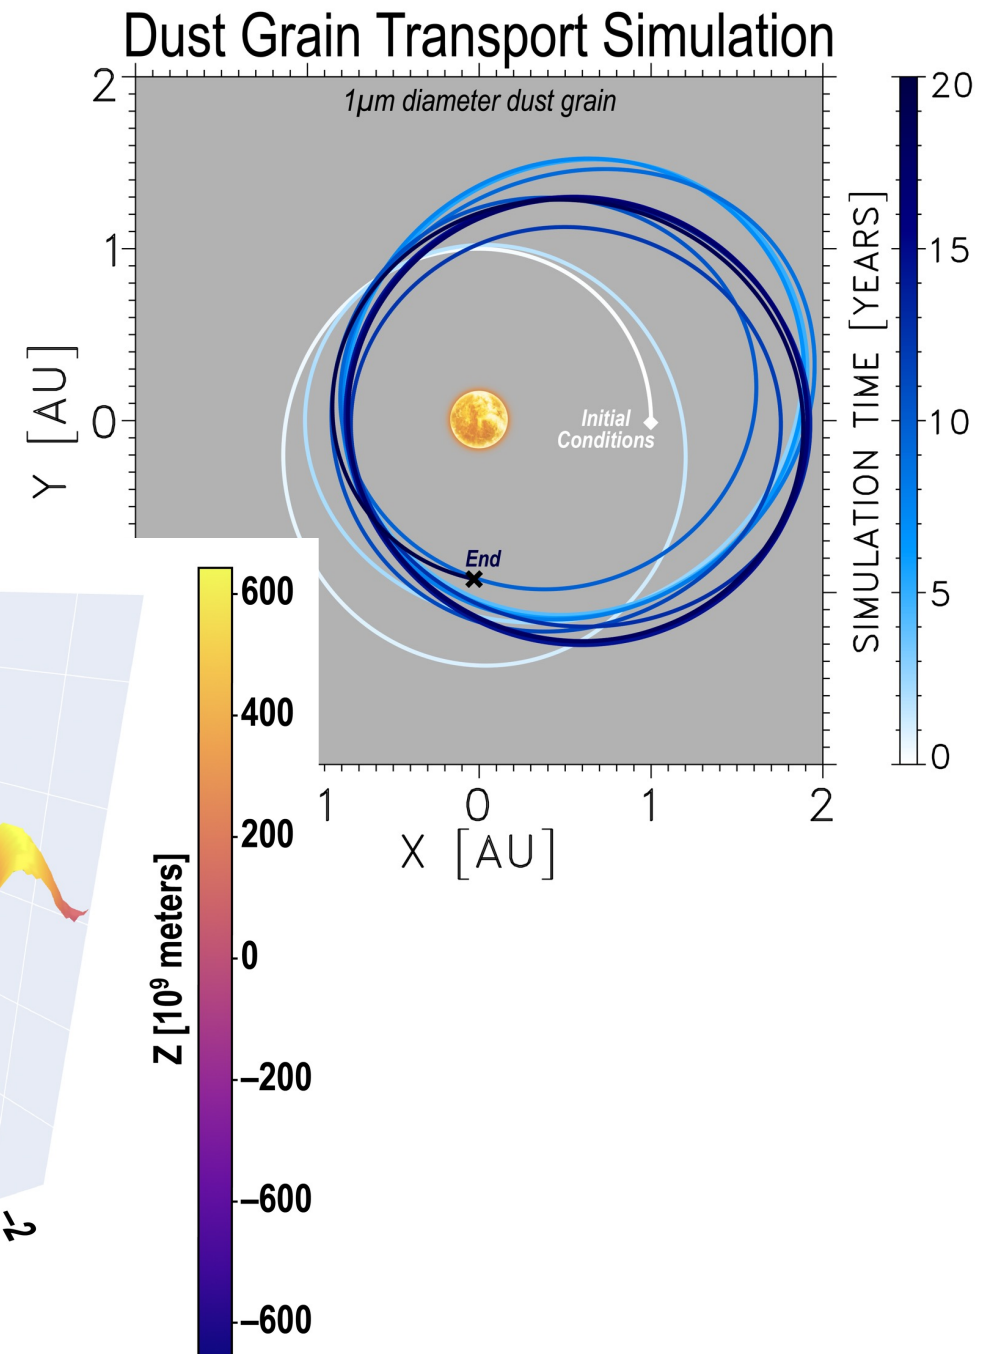 Dust Grain Transport Simulation
1μm diameter dust grain
2
1
0
Y [AU]
Initial
Conditions
End
1
0
1
2
X [AU]
20
15
10
5
0
SIMULATION TIME [YEARS]
600
400
200
0
–200
–600
–600
Z [10⁹ meters]
-2